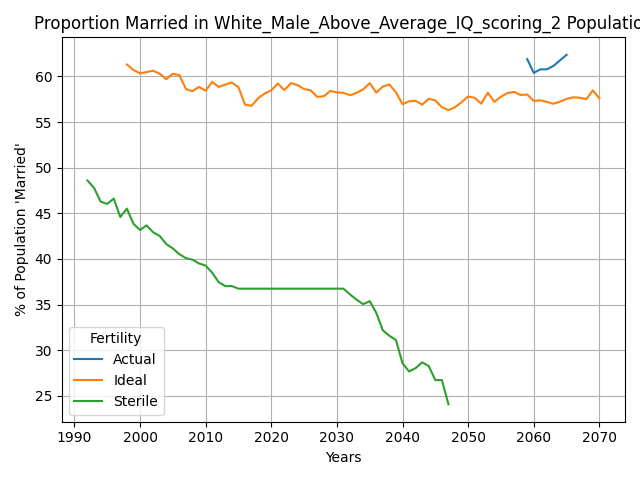 Proportion Married in White_Male_Above_Average_IQ_scoring_2 Populatio
% of Population 'Married'
60
55
50
45
40
35
30
25
Fertility
Actual
Ideal
Sterile
1990 2000 2010 2020 2030 2040 2050 2060 2070
Years